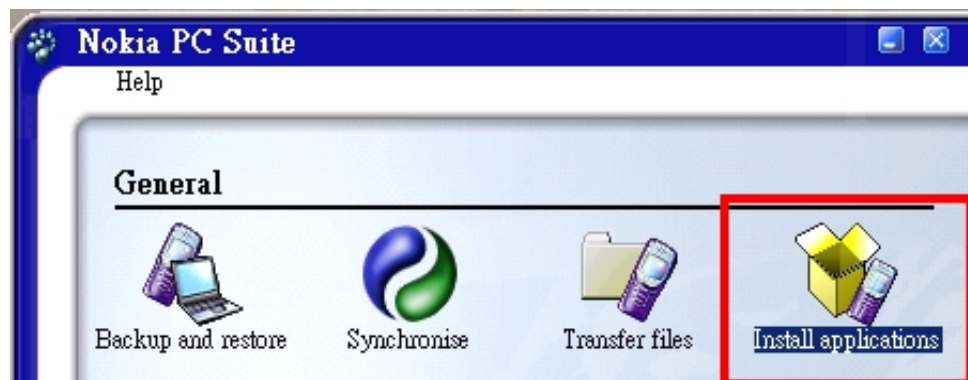 Nokia PC Suite
Help
General
Backup and restore
Synchronise
Transfer files
Install applications